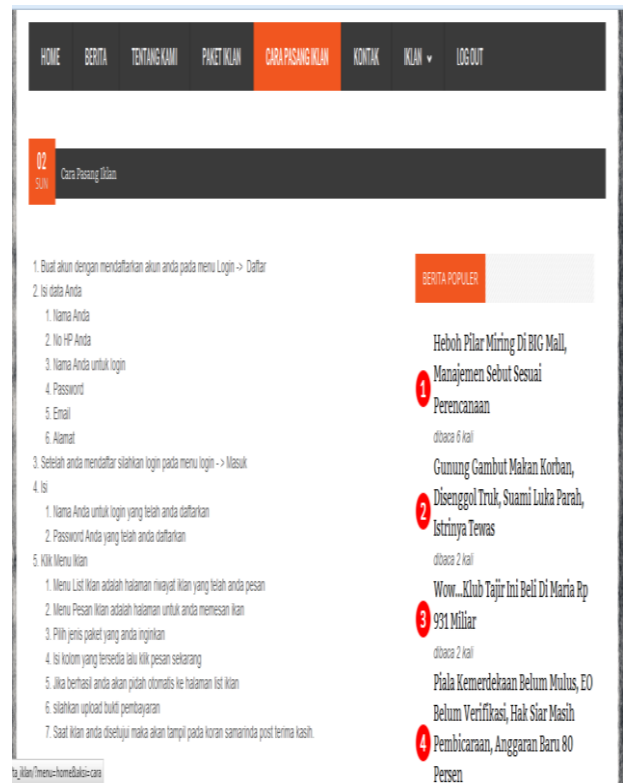 HOME BERITA TENTANG KAMI PAKET IKLAN CARA PASANG IKLAN KONTAK IKLAN LOG OUT
02
SUN
Cara Pasang Iklan
1. Buat akun dengan mendaftarkan akun anda pada menu Login -> Daftar
2. Isi data Anda
1. Nama Anda
2. No HP Anda
3. Nama Anda untuk login
4. Password
5. Email
6. Alamat
3. Setelah anda mendaftar silahkan login pada menu login - > Masuk
4. Isi
1. Nama Anda untuk login yang telah anda daftarkan
2. Password Anda yang telah anda daftarkan
5. Klik Menu Iklan
1. Menu List Iklan adalah halaman riwayat iklan yang telah anda pesan
2. Menu Pesan Iklan adalah halaman untuk anda memesan ikan
3. Pilih jenis paket yang anda inginkan
4. Isi kolom yang tersedia lalu klik pesan sekarang
5. Jika berhasil anda akan pidah otomatis ke halaman list iklan
6. silahkan upload bukti pembayaran
7. Saat iklan anda disetujui maka akan tampil pada koran samarinda post terima kasih.
BERITA POPULER
1
Heboh Pilar Miring Di BIG Mall,
Manajemen Sebut Sesuai
Perencanaan
dibaca 6 kali
2
Gunung Gambut Makan Korban,
Disenggol Truk, Suami Luka Parah,
Istrinya Tewas
dibaca 2 kali
3
Wow...Klub Tajir Ini Beli Di Maria Rp
931 Miliar
dibaca 2 kali
4
Piala Kemerdekaan Belum Mulus, EO
Belum Verifikasi, Hak Siar Masih
Pembicaraan, Anggaran Baru 80
Persen
ta_iklan/?menu=home&aksi=cara